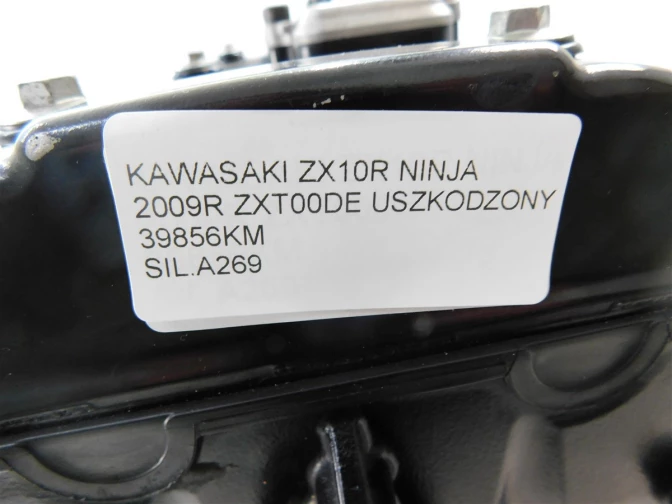 KAWASAKI ZX10R NINJA
2009R ZXT00DE USZKODZONY
39856KM
SIL.A269